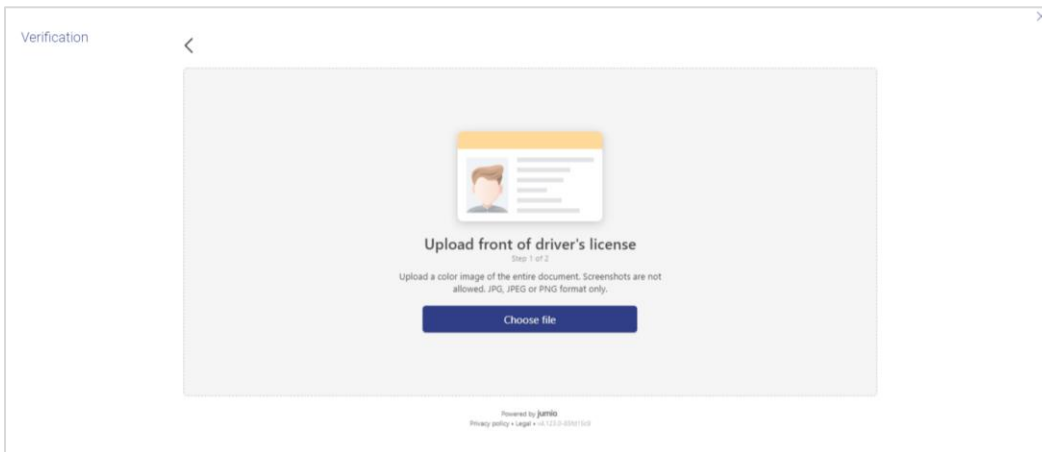 Verification
Upload front of driver's license
Step 1 of 2
Upload a color image of the entire document. Screenshots are not
allowed. JPG, JPEG or PNG format only.
Choose file
Powered by jumio
Privacy policy • Legal •